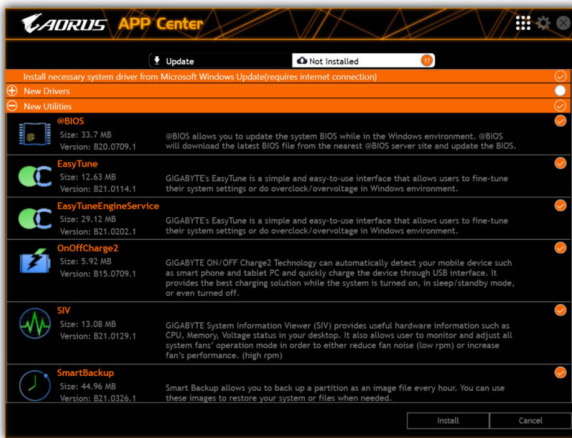 AORUS APP Center
Update
Not Installed
17
Install necessary system driver from Microsoft Windows Update(requires internet connection)
New Drivers
New Utilities
@BIOS
Size: 33.7 MB
Version: B20.0709.1
@BIOS allows you to update the system BIOS while in the Windows environment. @BIOS
will download the latest BIOS file from the nearest @BIOS server site and update the BIOS.
EasyTune
Size: 12.63 MB
Version: B21.0114.1
GIGABYTE's EasyTune is a simple and easy-to-use interface that allows users to fine-tune
their system settings or do overclock/overvoltage in Windows environment.
EasyTuneEngineService
Size: 29.12 MB
Version: B21.0202.1
GIGABYTE's EasyTune is a simple and easy-to-use interface that allows users to fine-tune
their system settings or do overclock/overvoltage in Windows environment.
OnOffCharge2
Size: 5.92 MB
Version: B15.0709.1
GIGABYTE ON/OFF Charge2 Technology can automatically detect your mobile device such
as smart phone and tablet PC and quickly charge the device through USB interface. It
provides the best charging solution while the system is turned on, in sleep/standby mode,
or even turned off.
SIV
Size: 13.08 MB
Version: B21.0129.1
GIGABYTE System Information Viewer (SIV) provides useful hardware information such as
CPU, Memory, Voltage status in your desktop. It also allows user to monitor and adjust all
system fans' operation mode in order to either reduce fan noise (low rpm) or increase
fan's performance. (high rpm)
SmartBackup
Size: 44.96 MB
Version: B21.0326.1
Smart Backup allows you to back up a partition as an image file every hour. You can use
these images to restore your system or files when needed.
Install
Cancel